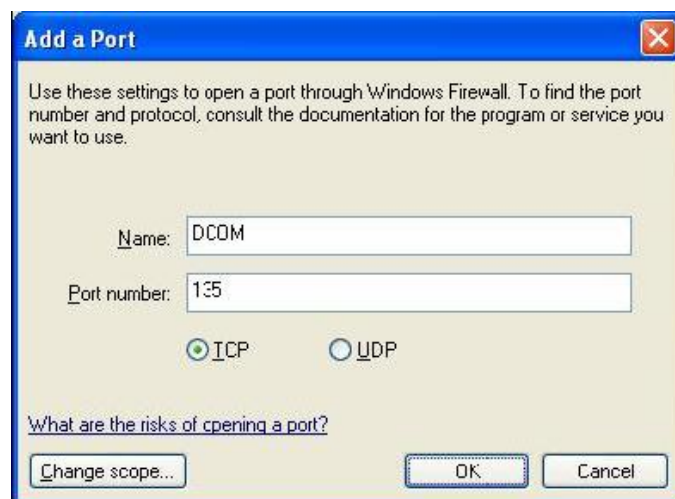 Add a Port
Use these settings to open a port through Windows Firewall. To find the port
number and protocol, consult the documentation for the program or service you
want to use.
Name: DCOM
Port number: 135
TCP UDP
What are the risks of opening a port?
Change scope... OK Cancel